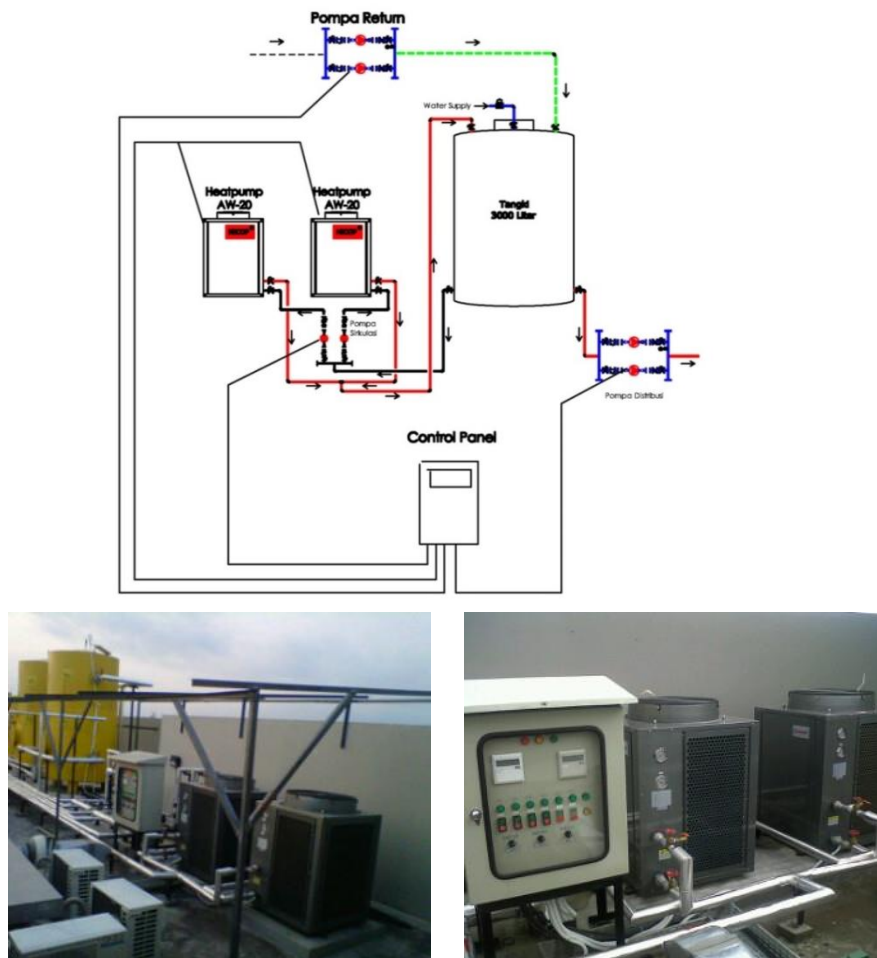 Pompa Return
Water Supply
Heatpump
AW-20
Heatpump
AW-20
Tangki
3000 Liter
Pompa
Sirkulasi
Pompa Distribusi
Control Panel